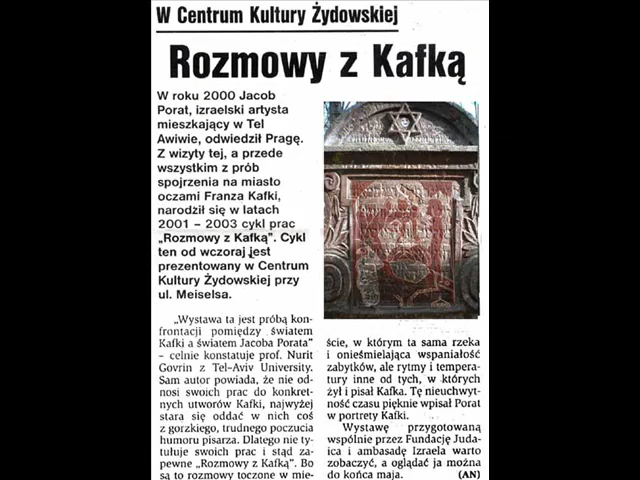 W Centrum Kultury Żydowskiej
Rozmowy z Kafką
W roku 2000 Jacob
Porat, izraelski artysta
mieszkający w Tel
Awiwie, odwiedził Pragę.
Z wizyty tej, a przede
wszystkim z prób
spojrzenia na miasto
oczami Franza Kafki,
narodził się w latach
2001 – 2003 cykl prac
„Rozmowy z Kafką”. Cykl
ten od wczoraj jest
prezentowany w Centrum
Kultury Żydowskiej przy
ul. Meiselsa.
„Wystawa ta jest próbą kon-
frontacji pomiędzy światem
Kafki a światem Jacoba Porata”
– celnie konstatuje prof. Nurit
Govrin z Tel-Aviv University.
Sam autor powiada, że nie od-
nosi swoich prac do konkret-
nych utworów Kafki, najwyżej
stara się oddać w nich coś
z gorzkiego, trudnego poczucia
humoru pisarza. Dlatego nie ty-
tułuje swoich prac i stąd za-
pewne „Rozmowy z Kafką”. Bo
są to rozmowy toczone w mie-
ście, w którym ta sama rzeka
i onieśmielająca wspaniałość
zabytków, ale rytmy i tempera-
tury inne od tych, w których
żył i pisał Kafka. Tę nieuchwyt-
ność czasu pięknie wpisał Porat
w portrety Kafki.
Wystawę przygotowaną
wspólnie przez Fundację Juda-
ica i ambasadę Izraela warto
zobaczyć, a oglądać ja można
do końca maja. (AN)